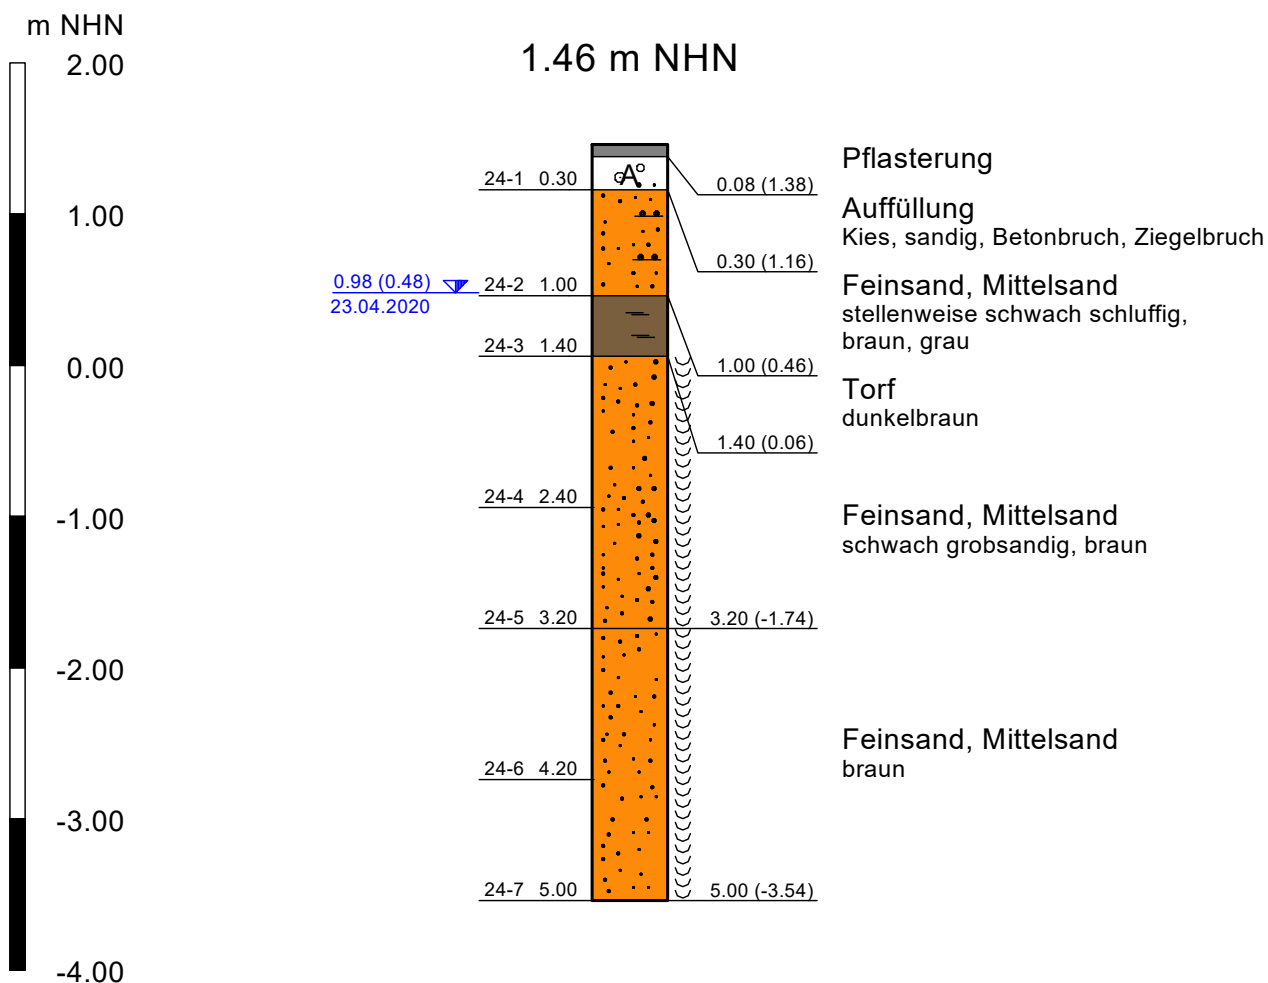 m NHN
1.46 m NHN
2.00
1.00
0.00
-1.00
-2.00
-3.00
-4.00
0.98 (0.48)
23.04.2020
24-1 0.30
24-2 1.00
24-3 1.40
24-4 2.40
24-5 3.20
24-6 4.20
24-7 5.00
A
0.08 (1.38)
0.30 (1.16)
1.00 (0.46)
1.40 (0.06)
3.20 (-1.74)
5.00 (-3.54)
Pflasterung
Auffüllung
Kies, sandig, Betonbruch, Ziegelbruch
Feinsand, Mittelsand
stellenweise schwach schluffig,
braun, grau
Torf
dunkelbraun
Feinsand, Mittelsand
schwach grobsandig, braun
Feinsand, Mittelsand
braun